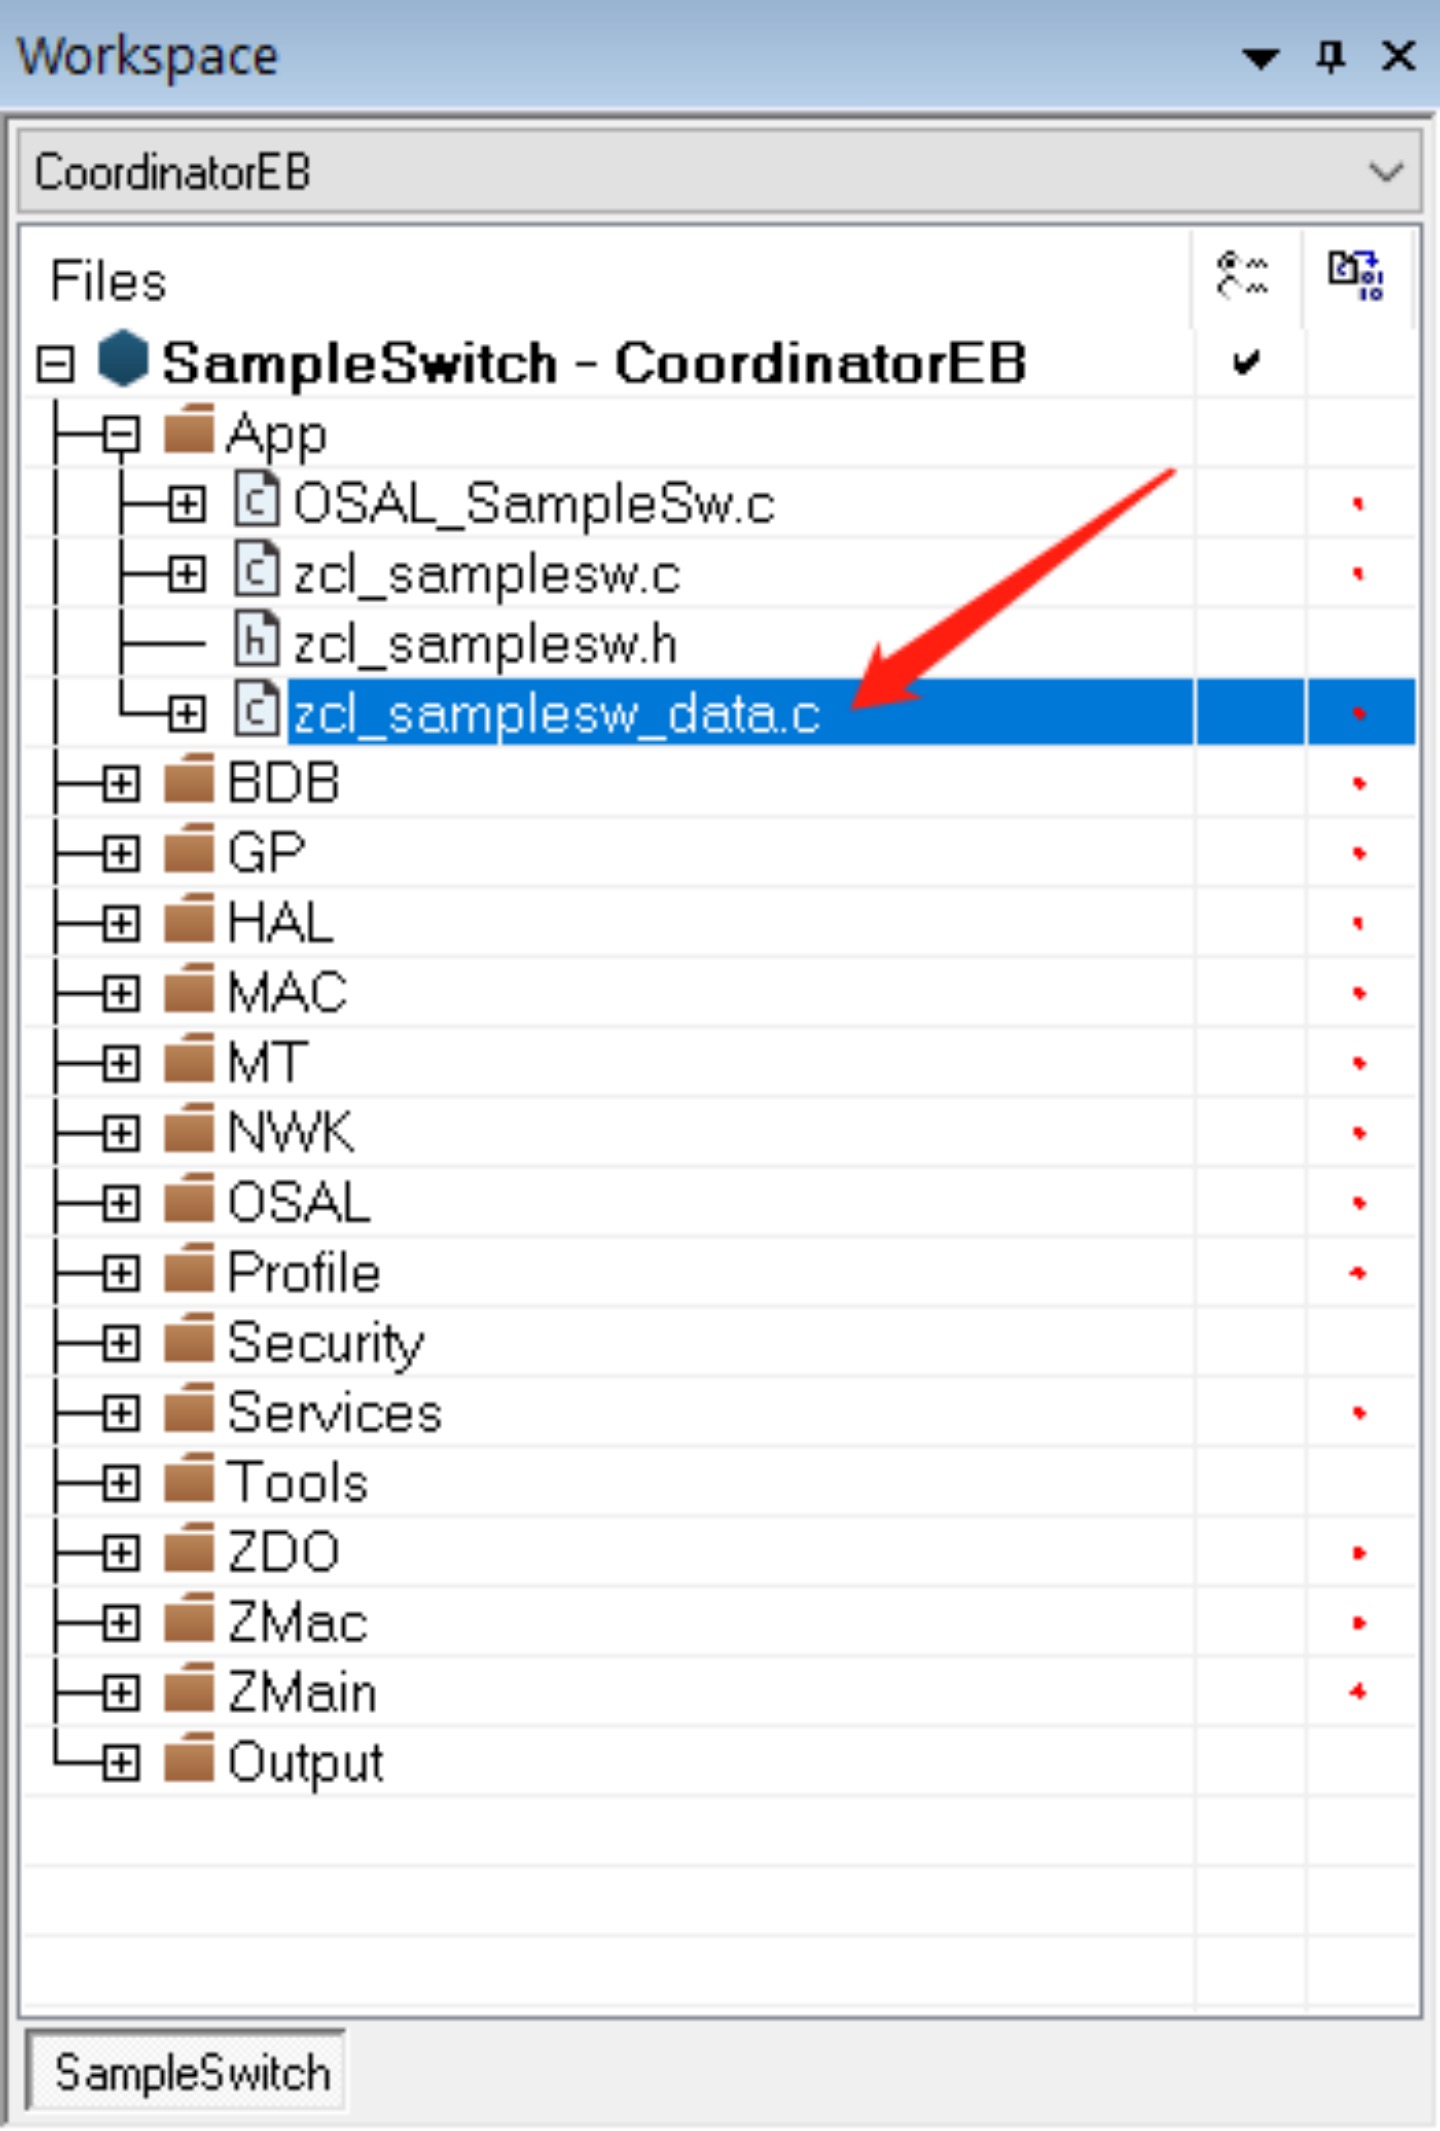 Workspace
CoordinatorEB
Files
SampleSwitch - CoordinatorEB
App
OSAL_SampleSw.c
zcl_samplesw.c
zcl_samplesw.h
zcl_samplesw_data.c
BDB
GP
HAL
MAC
MT
NWK
OSAL
Profile
Security
Services
Tools
ZDO
ZMac
ZMain
Output
SampleSwitch